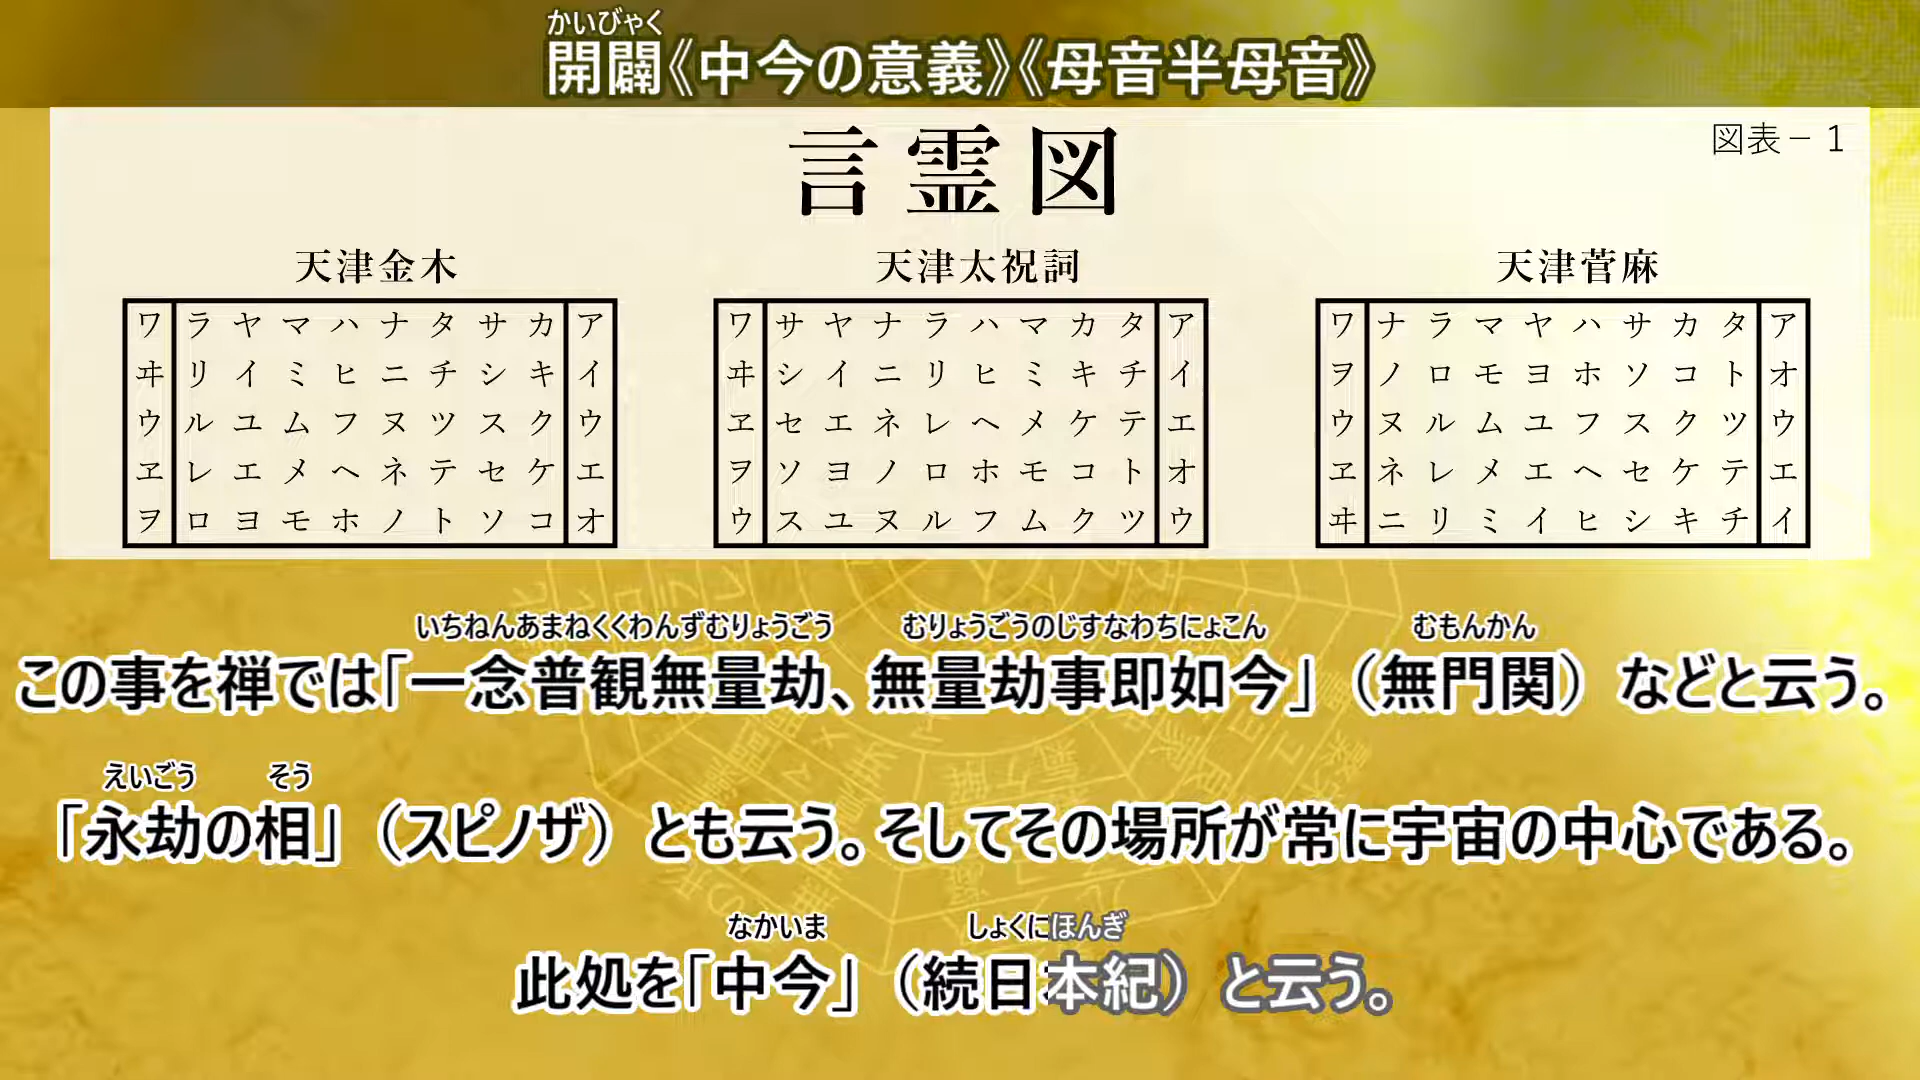 かいびゃく
開闢《中今の意義》《母音半母音》
言霊図
図表－1
天津金木
ワ ラ ヤ マ ハ ナ タ サ カ ア
ヰ リ イ ミ ヒ ニ チ シ キ イ
ウ ル ユ ム フ ヌ ツ ス ク ウ
ヱ レ エ メ ヘ ネ テ セ ケ エ
ヲ ロ ヨ モ ホ ノ ト ソ コ オ
天津太祝詞
ワ サ ヤ ナ ラ ハ マ カ タ ア
ヰ シ イ ニ リ ヒ ミ キ チ イ
ヱ セ エ ネ レ ヘ メ ケ テ エ
ヲ ソ ヨ ノ ロ ホ モ コ ト オ
ウ ス ユ ヌ ル フ ム ク ツ ウ
天津菅麻
ワ ナ ラ マ ヤ ハ サ カ タ ア
ヲ ノ ロ モ ヨ ホ ソ コ ト オ
ウ ヌ ル ム ユ フ ス ク ツ ウ
ヱ ネ レ メ エ ヘ セ ケ テ エ
ヰ ニ リ ミ イ ヒ シ キ チ イ
いちねんあまねくくわんずむりょうごう むりょうごうのじすなわちにょこん むもんかん
この事を禅では「一念普観無量劫、無量劫事即如今」（無門関）などと云う。
えいごう そう
「永劫の相」（スピノザ）とも云う。そしてその場所が常に宇宙の中心である。
なかいま しょくにほんぎ
此処を「中今」（続日本紀）と云う。